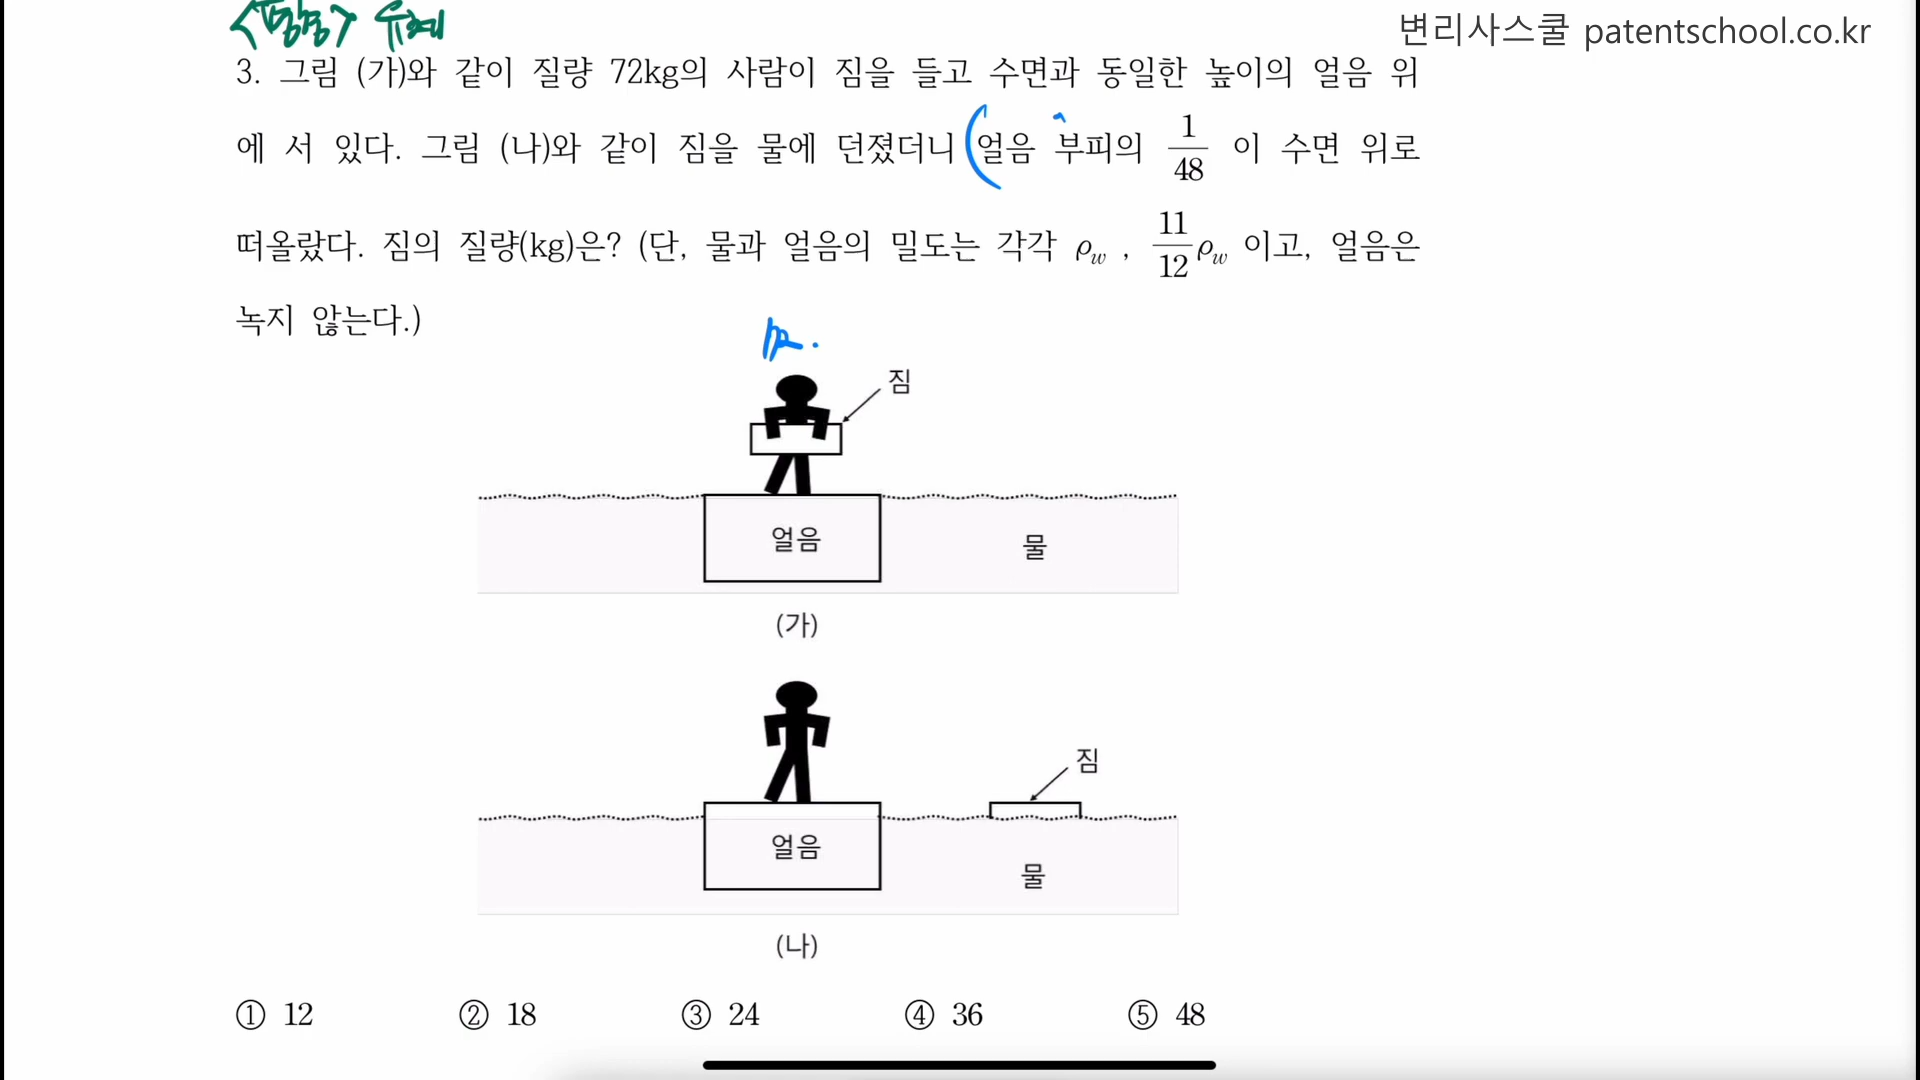 변리사스쿨 patentschool.co.kr
3. 그림 (가)와 같이 질량 72kg의 사람이 짐을 들고 수면과 동일한 높이의 얼음 위
에 서 있다. 그림 (나)와 같이 짐을 물에 던졌더니 얼음 부피의 1/48 이 수면 위로
떠올랐다. 짐의 질량(kg)은? (단, 물과 얼음의 밀도는 각각 ρ_w , 11/12 ρ_w 이고, 얼음은
녹지 않는다.)
짐
얼음
물
(가)
짐
얼음
물
(나)
① 12 ② 18 ③ 24 ④ 36 ⑤ 48